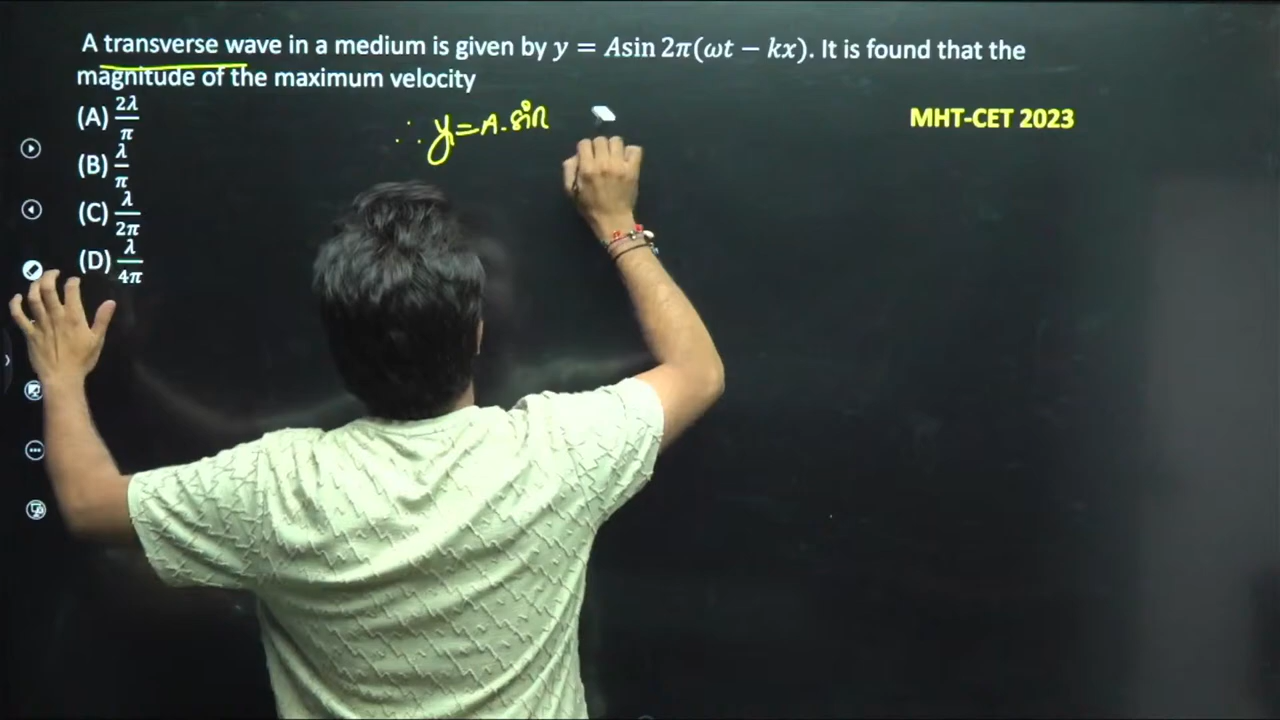 A transverse wave in a medium is given by y = Asin 2π(ωt − kx). It is found that the
magnitude of the maximum velocity
(A) 2λ/π
(B) λ/π
(C) λ/2π
(D) λ/4π
MHT-CET 2023
∴ y = A.sin